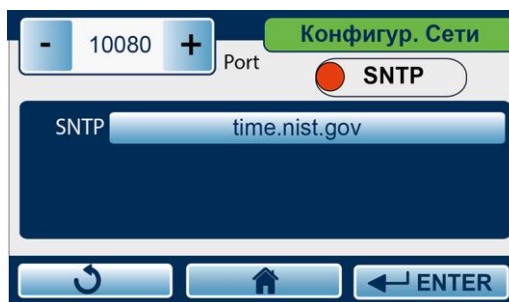 - 10080 +
Port
Конфигур. Сети
SNTP
SNTP time.nist.gov
ENTER